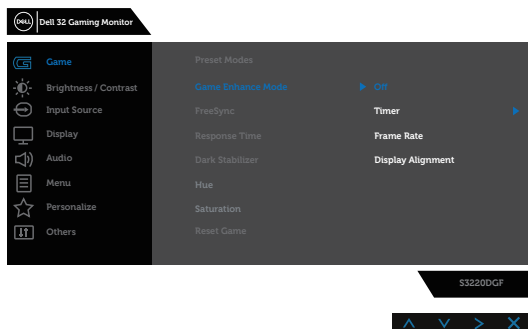 DELL Dell 32 Gaming Monitor
Game Preset Modes
Brightness / Contrast Game Enhance Mode Off
Input Source FreeSync Timer
Display Response Time Frame Rate
Audio Dark Stabilizer Display Alignment
Menu Hue
Personalize Saturation
Others Reset Game
S3220DGF